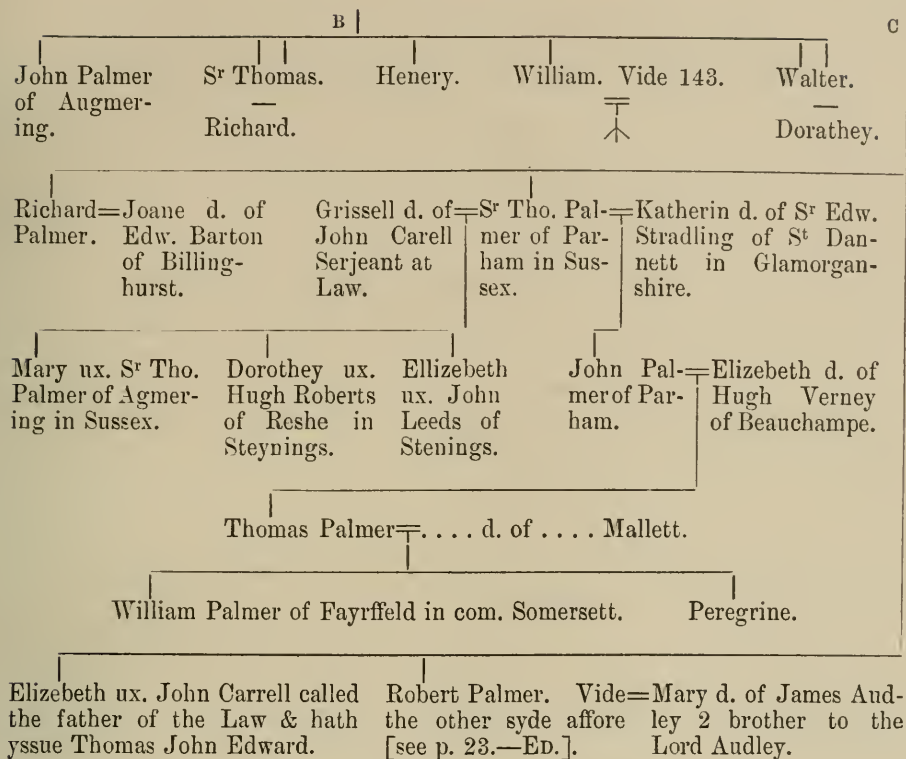 B C
John Palmer of Augmer-
ing.
Sr Thomas.
—
Richard.
Henery.
William. Vide 143.
Walter.
—
Dorathey.
Richard=Joane d. of
Palmer. Edw. Barton
of Billing-
hurst.
Grissell d. of=Sr Tho. Pal-=Katherin d. of Sr Edw.
John Carell mer of Par- Stradling of St Dan-
Serjeant at ham in Sus- nett in Glamorgan-
Law. sex. shire.
Mary ux. Sr Tho.
Palmer of Agmer-
ing in Sussex.
Dorothey ux.
Hugh Roberts
of Reshe in
Steynings.
Ellizebeth
ux. John
Leeds of
Stenings.
John Pal-=Elizebeth d. of
mer of Par- Hugh Verney
ham. of Beauchampe.
Thomas Palmer=. . . . d. of . . . . Mallett.
William Palmer of Fayrffeld in com. Somersett. Peregrine.
Elizebeth ux. John Carrell called
the father of the Law & hath
yssue Thomas John Edward.
Robert Palmer. Vide=Mary d. of James Aud-
the other syde affore ley 2 brother to the
[see p. 23.—ED.]. Lord Audley.